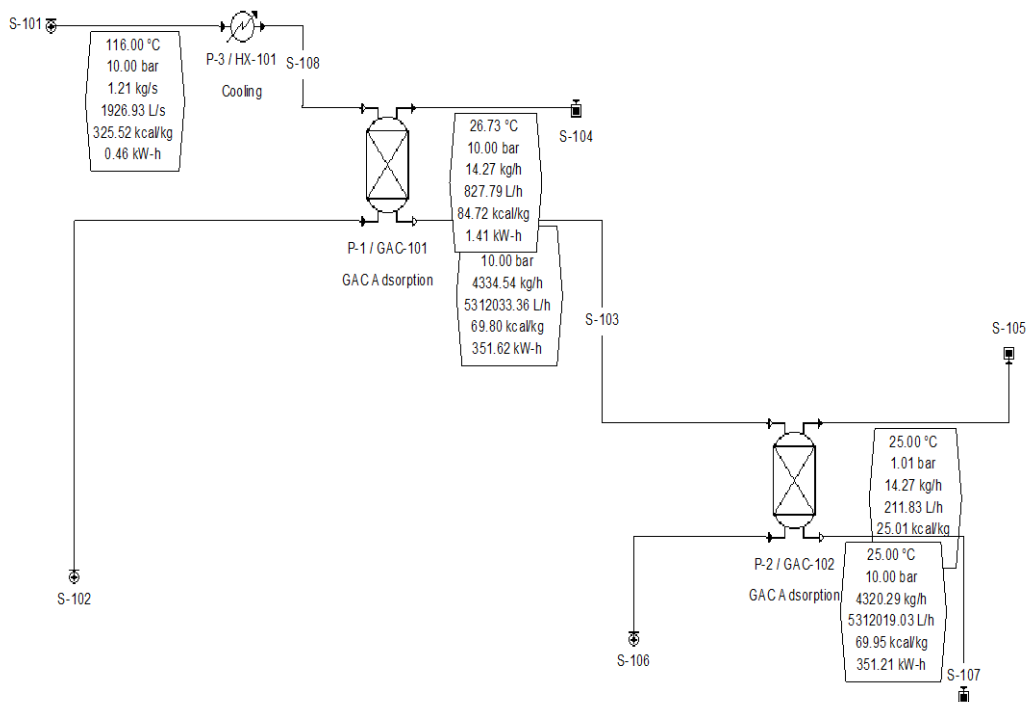 S-101
116.00 °C
10.00 bar
1.21 kg/s
1926.93 L/s
325.52 kcal/kg
0.46 kW-h
P-3 / HX-101
Cooling
S-108
S-104
26.73 °C
10.00 bar
14.27 kg/h
827.79 L/h
84.72 kcal/kg
1.41 kW-h
P-1 / GAC-101
GAC Adsorption
10.00 bar
4334.54 kg/h
5312033.36 L/h
69.80 kcal/kg
351.62 kW-h
S-103
S-105
S-102
25.00 °C
1.01 bar
14.27 kg/h
211.83 L/h
25.01 kcal/kg
P-2 / GAC-102
GAC Adsorption
25.00 °C
10.00 bar
4320.29 kg/h
5312019.03 L/h
69.95 kcal/kg
351.21 kW-h
S-106
S-107